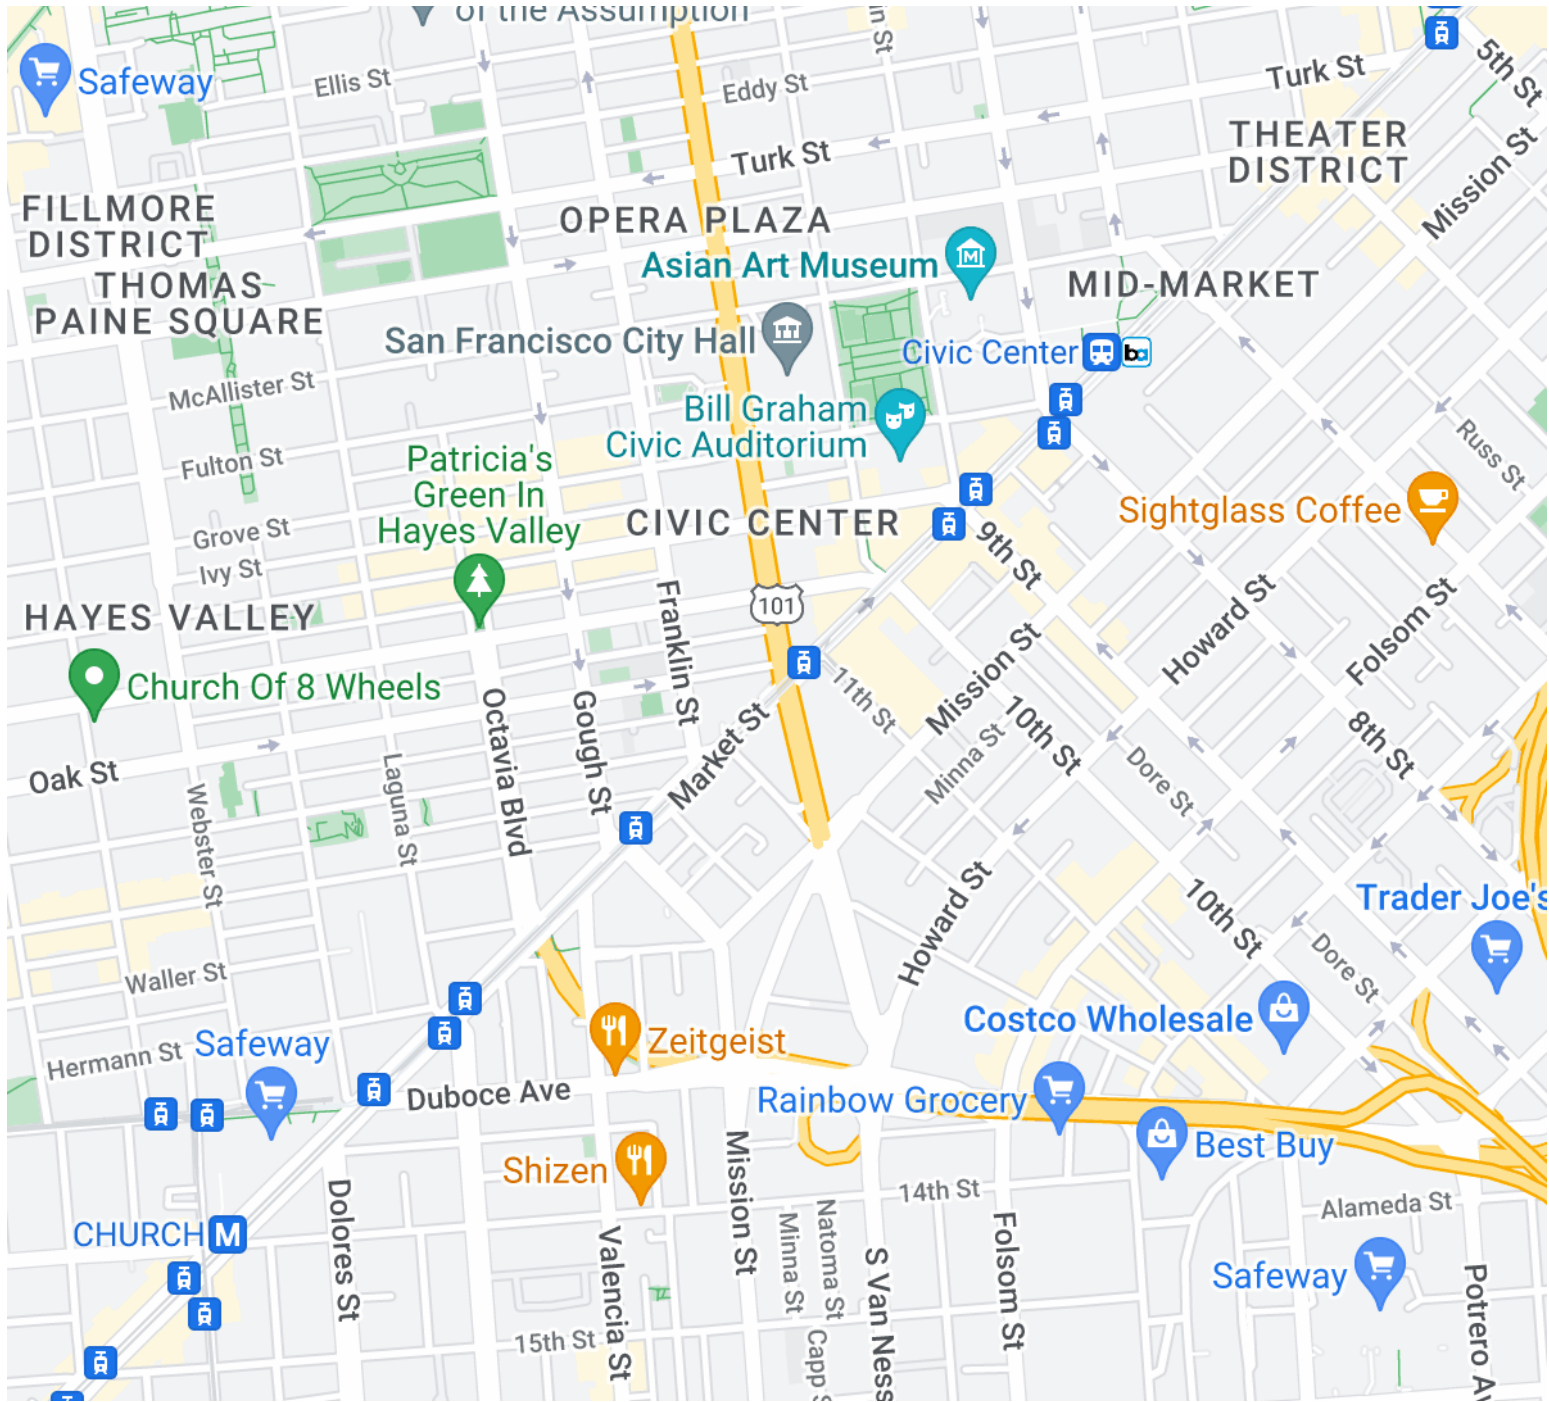 of the Assumption
Safeway
Ellis St
Eddy St
Turk St
5th St
THEATER
DISTRICT
Mission St
Turk St
FILLMORE
DISTRICT
OPERA PLAZA
Asian Art Museum
THOMAS
PAINE SQUARE
MID-MARKET
San Francisco City Hall
Civic Center
ba
McAllister St
Bill Graham
Civic Auditorium
Fulton St
Patricia's
Green In
Hayes Valley
Russ St
Sightglass Coffee
CIVIC CENTER
Grove St
Ivy St
9th St
HAYES VALLEY
Franklin St
101
Howard St
Folsom St
Church Of 8 Wheels
Octavia Blvd
Gough St
Market St
11th St
Mission St
10th St
Minna St
Dore St
8th St
Oak St
Webster St
Laguna St
Howard St
10th St
Trader Joe's
Waller St
Dore St
Hermann St
Safeway
Zeitgeist
Costco Wholesale
Duboce Ave
Rainbow Grocery
Best Buy
Shizen
Mission St
14th St
Alameda St
CHURCH M
Dolores St
Valencia St
Minna St
Natoma St
S Van Ness
Folsom St
Safeway
Potrero Av
15th St
Capp S